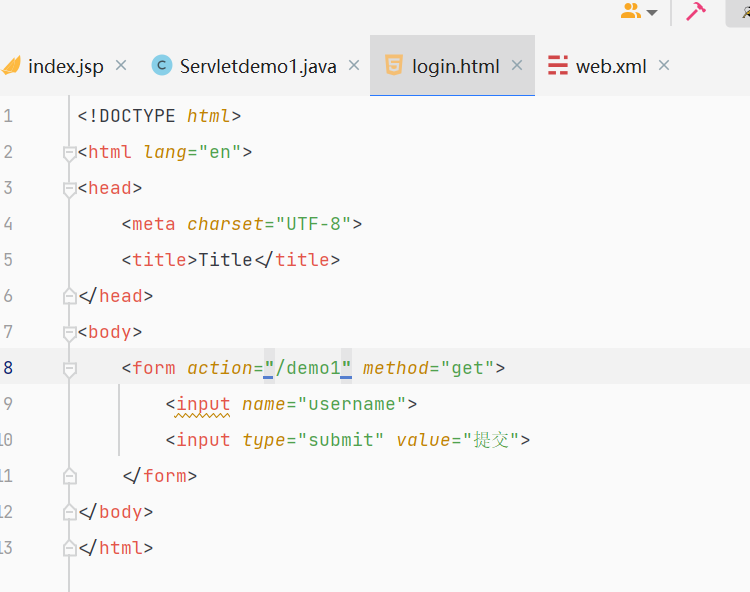 index.jsp × Servletdemo1.java × login.html × web.xml ×
1 <!DOCTYPE html>
2 <html lang="en">
3 <head>
4 <meta charset="UTF-8">
5 <title>Title</title>
6 </head>
7 <body>
8 <form action="/demo1" method="get">
9 <input name="username">
10 <input type="submit" value="提交">
11 </form>
12 </body>
13 </html>